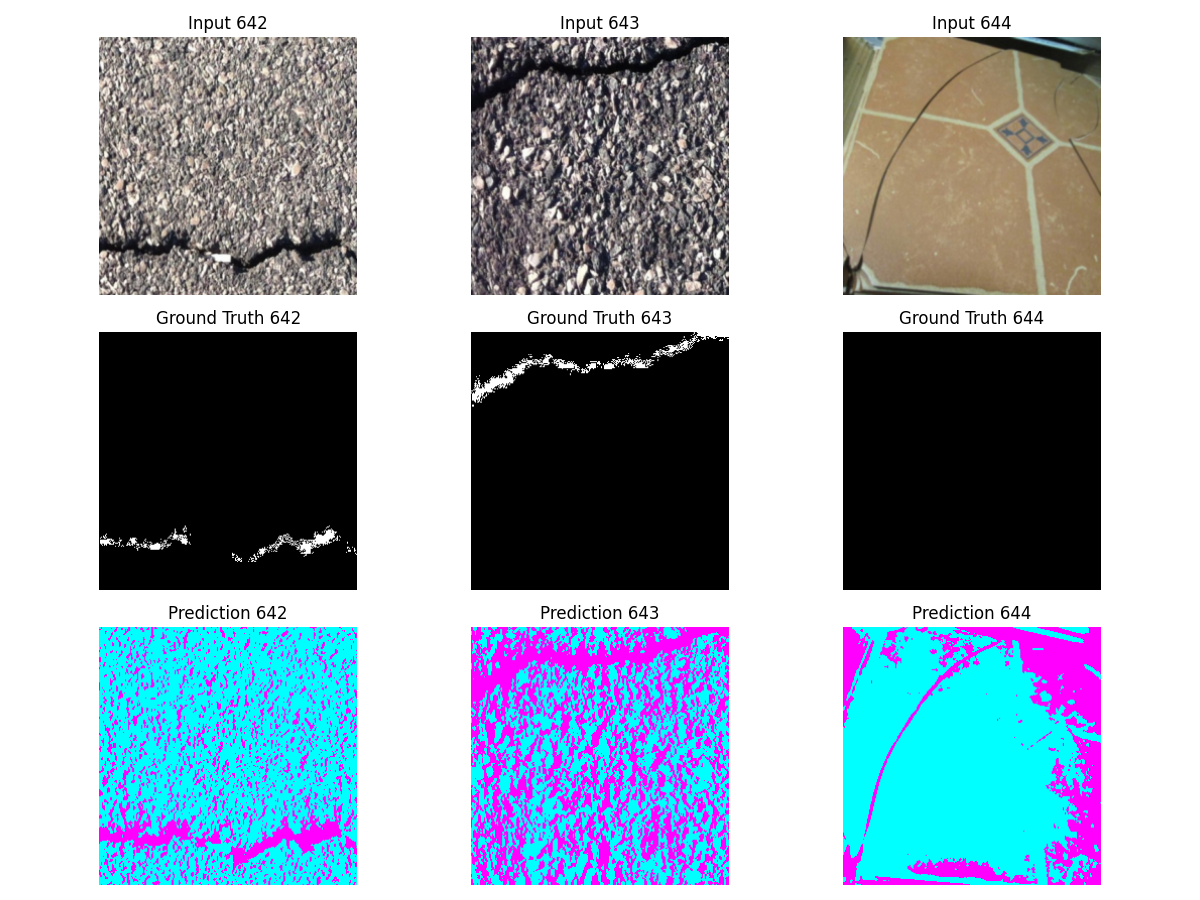 Input 642
Input 643
Input 644
Ground Truth 642
Ground Truth 643
Ground Truth 644
Prediction 642
Prediction 643
Prediction 644